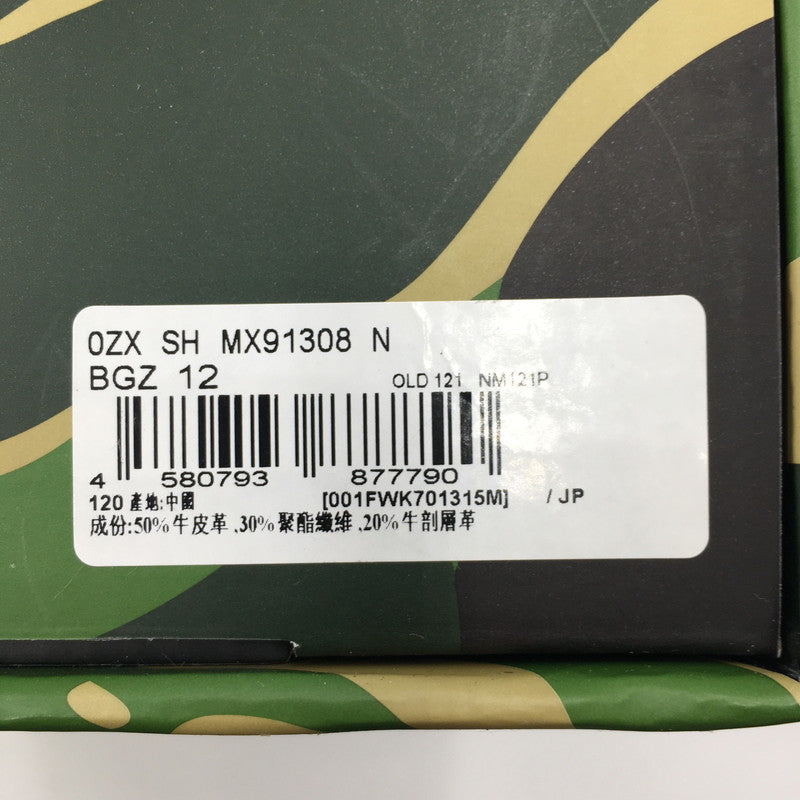 0ZX SH MX91308 N
BGZ 12
OLD 121 NM121P
4 580793 877790
120 產地:中國 [001FWK701315M] / JP
成份:50%牛皮革 ,30%聚酯纖維 ,20%牛剖層革